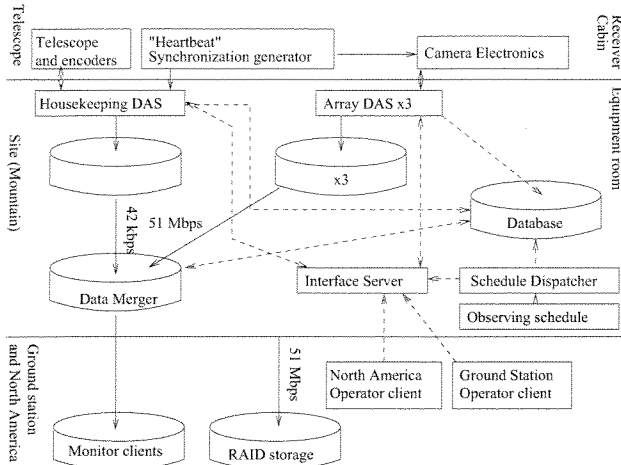 Telescope
Telescope
and encoders
"Heartbeat"
Synchronization generator
Camera Electronics
Receiver
Cabin
Site (Mountain)
Housekeeping DAS
Array DAS x3
Equpment room
x3
42 kbps
51 Mbps
Database
Data Merger
Interface Server
Schedule Dispatcher
Observing schedule
Ground station
and North America
51 Mbps
North America
Operator client
Ground Station
Operator client
Monitor clients
RAID storage